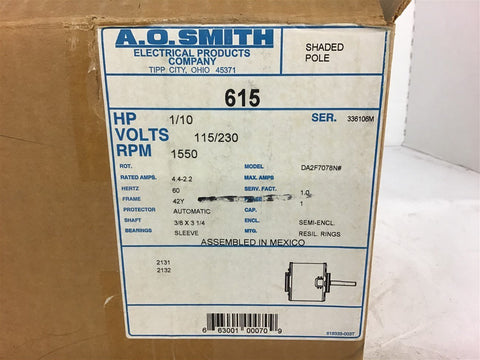 A.O. SMITH
ELECTRICAL PRODUCTS
COMPANY
TIPP CITY, OHIO 45371
SHADED
POLE
615
HP 1/10 SER. 336106M
VOLTS 115/230
RPM 1550
ROT. MODEL DA2F7078N#
RATED AMPS. 4.4-2.2 MAX. AMPS
HERTZ 60 SERV. FACT. 1.0
FRAME 42Y CAP. 1
PROTECTOR AUTOMATIC ENCL. SEMI-ENCL.
SHAFT 3/8 X 3 1/4 MTG. RESIL. RINGS
BEARINGS SLEEVE
ASSEMBLED IN MEXICO
2131
2132
6 63001 00070 9